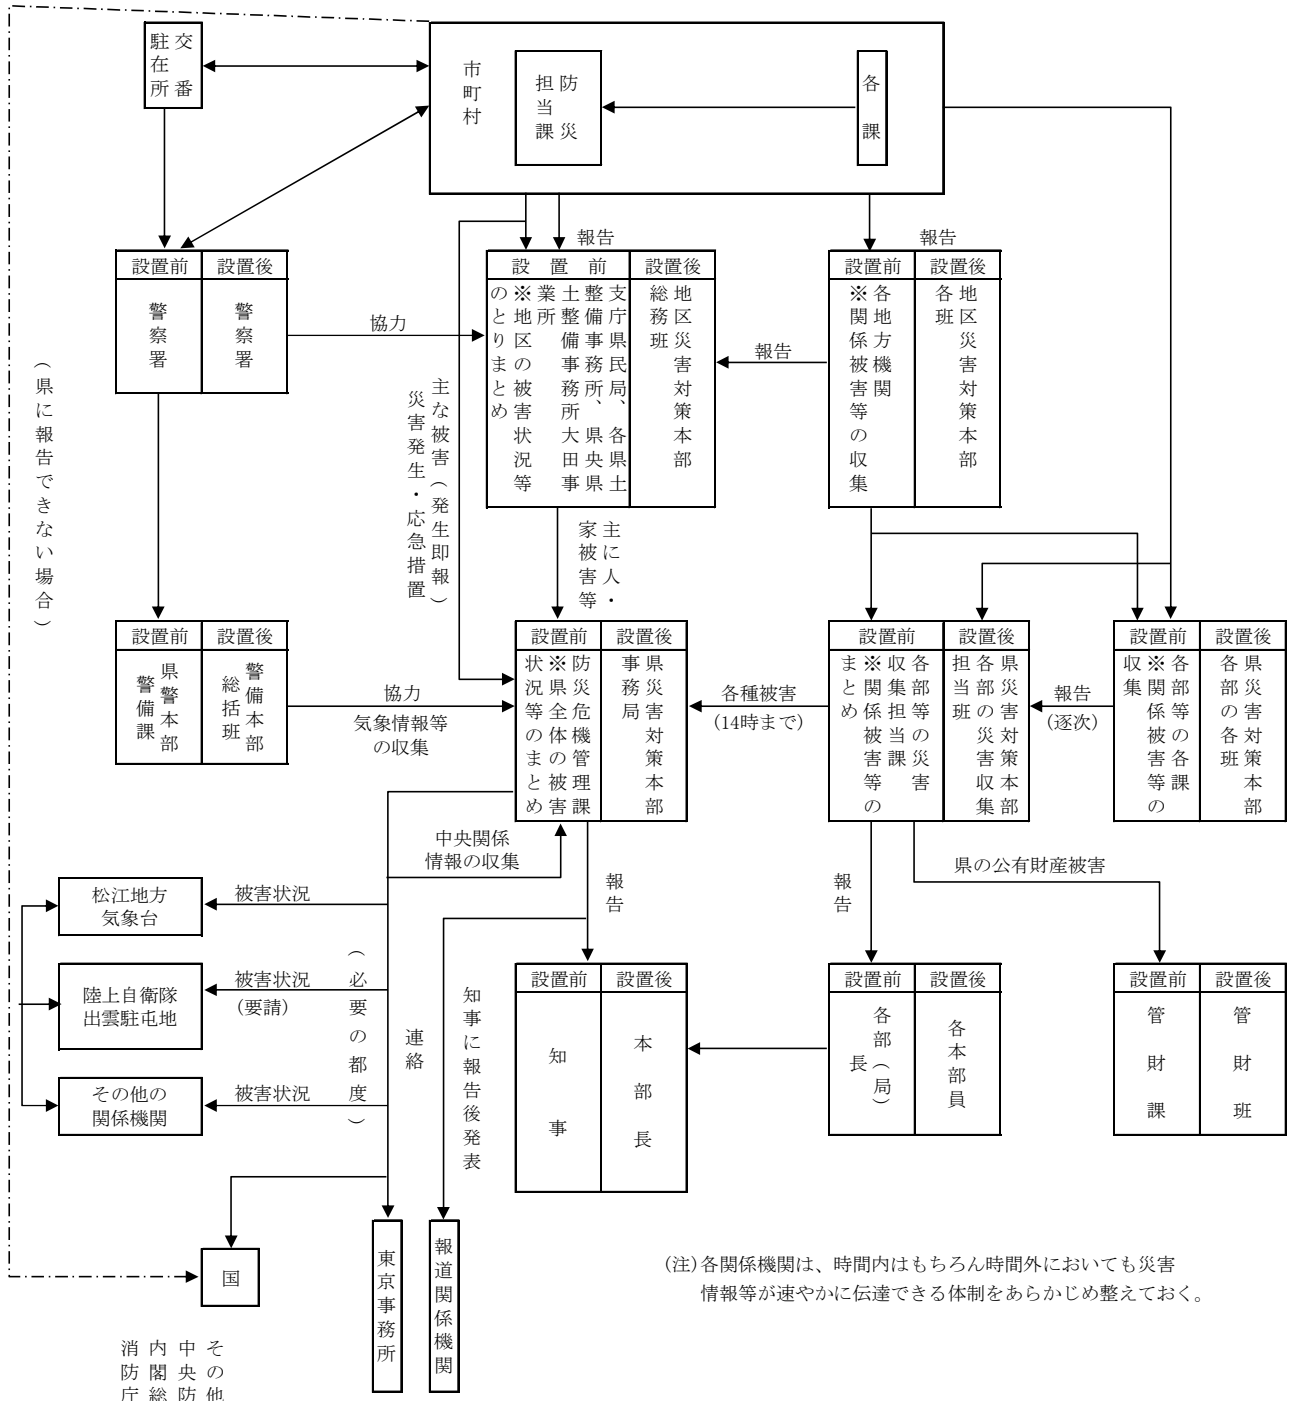 交番
駐在所
市町村
防災
担当課
各課
報告
報告
設置前
設置後
警察署
警察署
協力
設置前
設置後
支庁県民局、各県土
整備事務所、県央県
土整備事務所大田事
業所
※地区の被害状況等
のとりまとめ
地区災害対策本部
総務班
報告
設置前
設置後
各地方機関
※関係被害等の収集
地区災害対策本部
各班
(県に報告できない場合)
主な被害(発生即報)
災害発生・応急措置
主に人・
家被害等
設置前
設置後
県警本部
警備課
警備本部
総括班
協力
気象情報等
の収集
設置前
設置後
防災危機管理課
※県全体の被害
状況等のまとめ
県災害対策本部
事務局
各種被害
(14時まで)
設置前
設置後
各部等の災害
収集担当課
※関係被害等の
まとめ
県災害対策本部
各部の災害収集
担当班
報告
(逐次)
設置前
設置後
各部等の各課
※関係被害等の
収集
県災害対策本部
各部の各班
中央関係
情報の収集
報告
報告
県の公有財産被害
松江地方
気象台
被害状況
陸上自衛隊
出雲駐屯地
被害状況
(要請)
その他の
関係機関
被害状況
(必要の都度)
連絡
知事に報告後発表
設置前
設置後
知事
本部長
設置前
設置後
各部(局)
長
各本部員
設置前
設置後
管財課
管財班
国
東京事務所
報道関係機関
(注)各関係機関は、時間内はもちろん時間外においても災害
情報等が速やかに伝達できる体制をあらかじめ整えておく。
その他
中央防
内閣総
消防庁